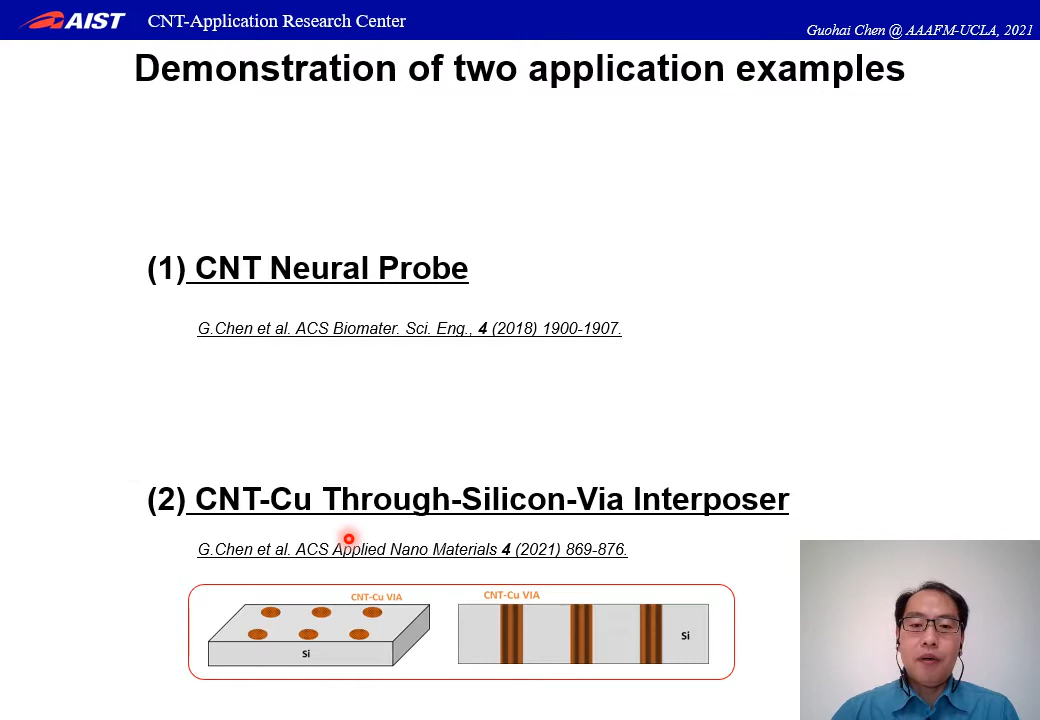 AIST CNT-Application Research Center
Guohai Chen @ AAAFM-UCLA, 2021
Demonstration of two application examples
(1) CNT Neural Probe
G.Chen et al. ACS Biomater. Sci. Eng., 4 (2018) 1900-1907.
(2) CNT-Cu Through-Silicon-Via Interposer
G.Chen et al. ACS Applied Nano Materials 4 (2021) 869-876.
CNT-Cu VIA
Si
CNT-Cu VIA
Si